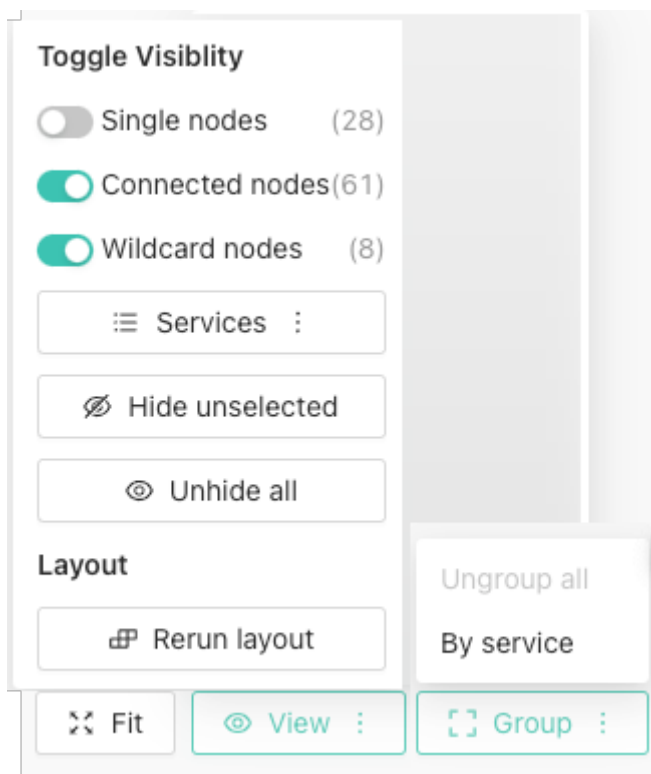 Toggle Visiblity
Single nodes (28)
Connected nodes(61)
Wildcard nodes (8)
Services
Hide unselected
Unhide all
Layout
Rerun layout
Ungroup all
By service
Fit View Group